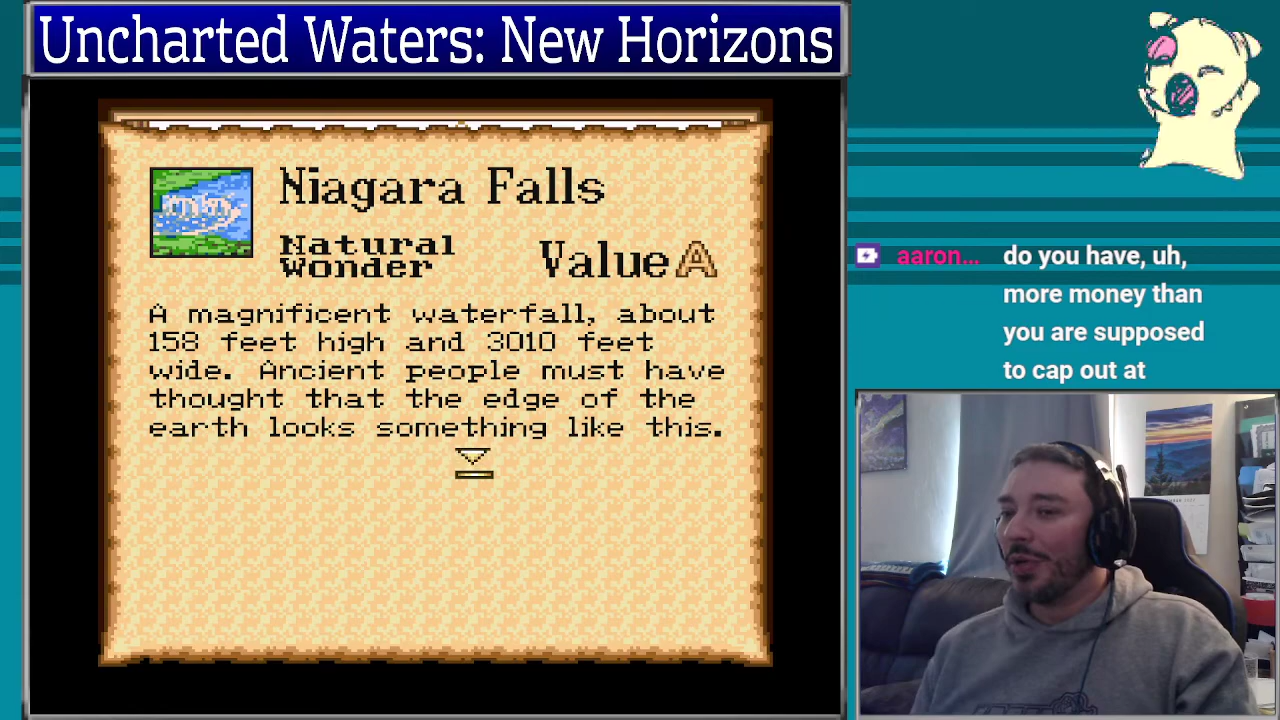 Uncharted Waters: New Horizons
Niagara Falls
Natural
Wonder
Value A
A magnificent waterfall, about
158 feet high and 3010 feet
wide. Ancient people must have
thought that the edge of the
earth looks something like this.
aaron... do you have, uh,
more money than
you are supposed
to cap out at